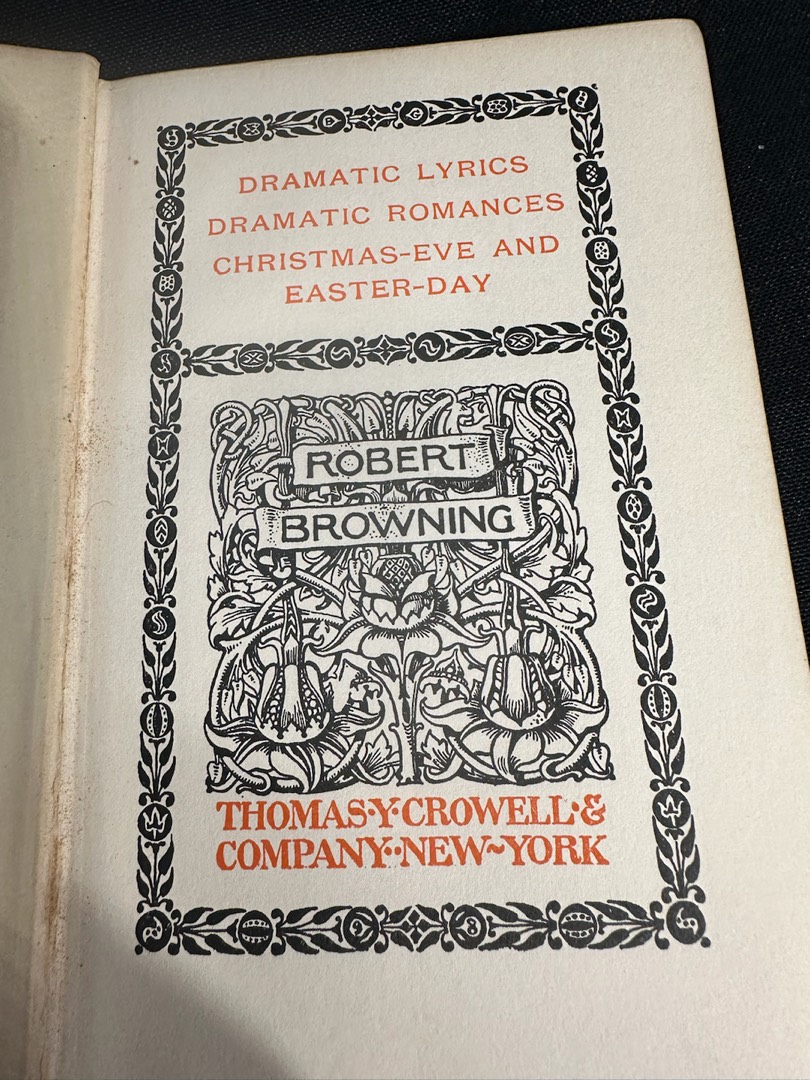 DRAMATIC LYRICS
DRAMATIC ROMANCES
CHRISTMAS-EVE AND
EASTER-DAY
ROBERT
BROWNING
THOMAS·Y·CROWELL·&
COMPANY··NEW~YORK